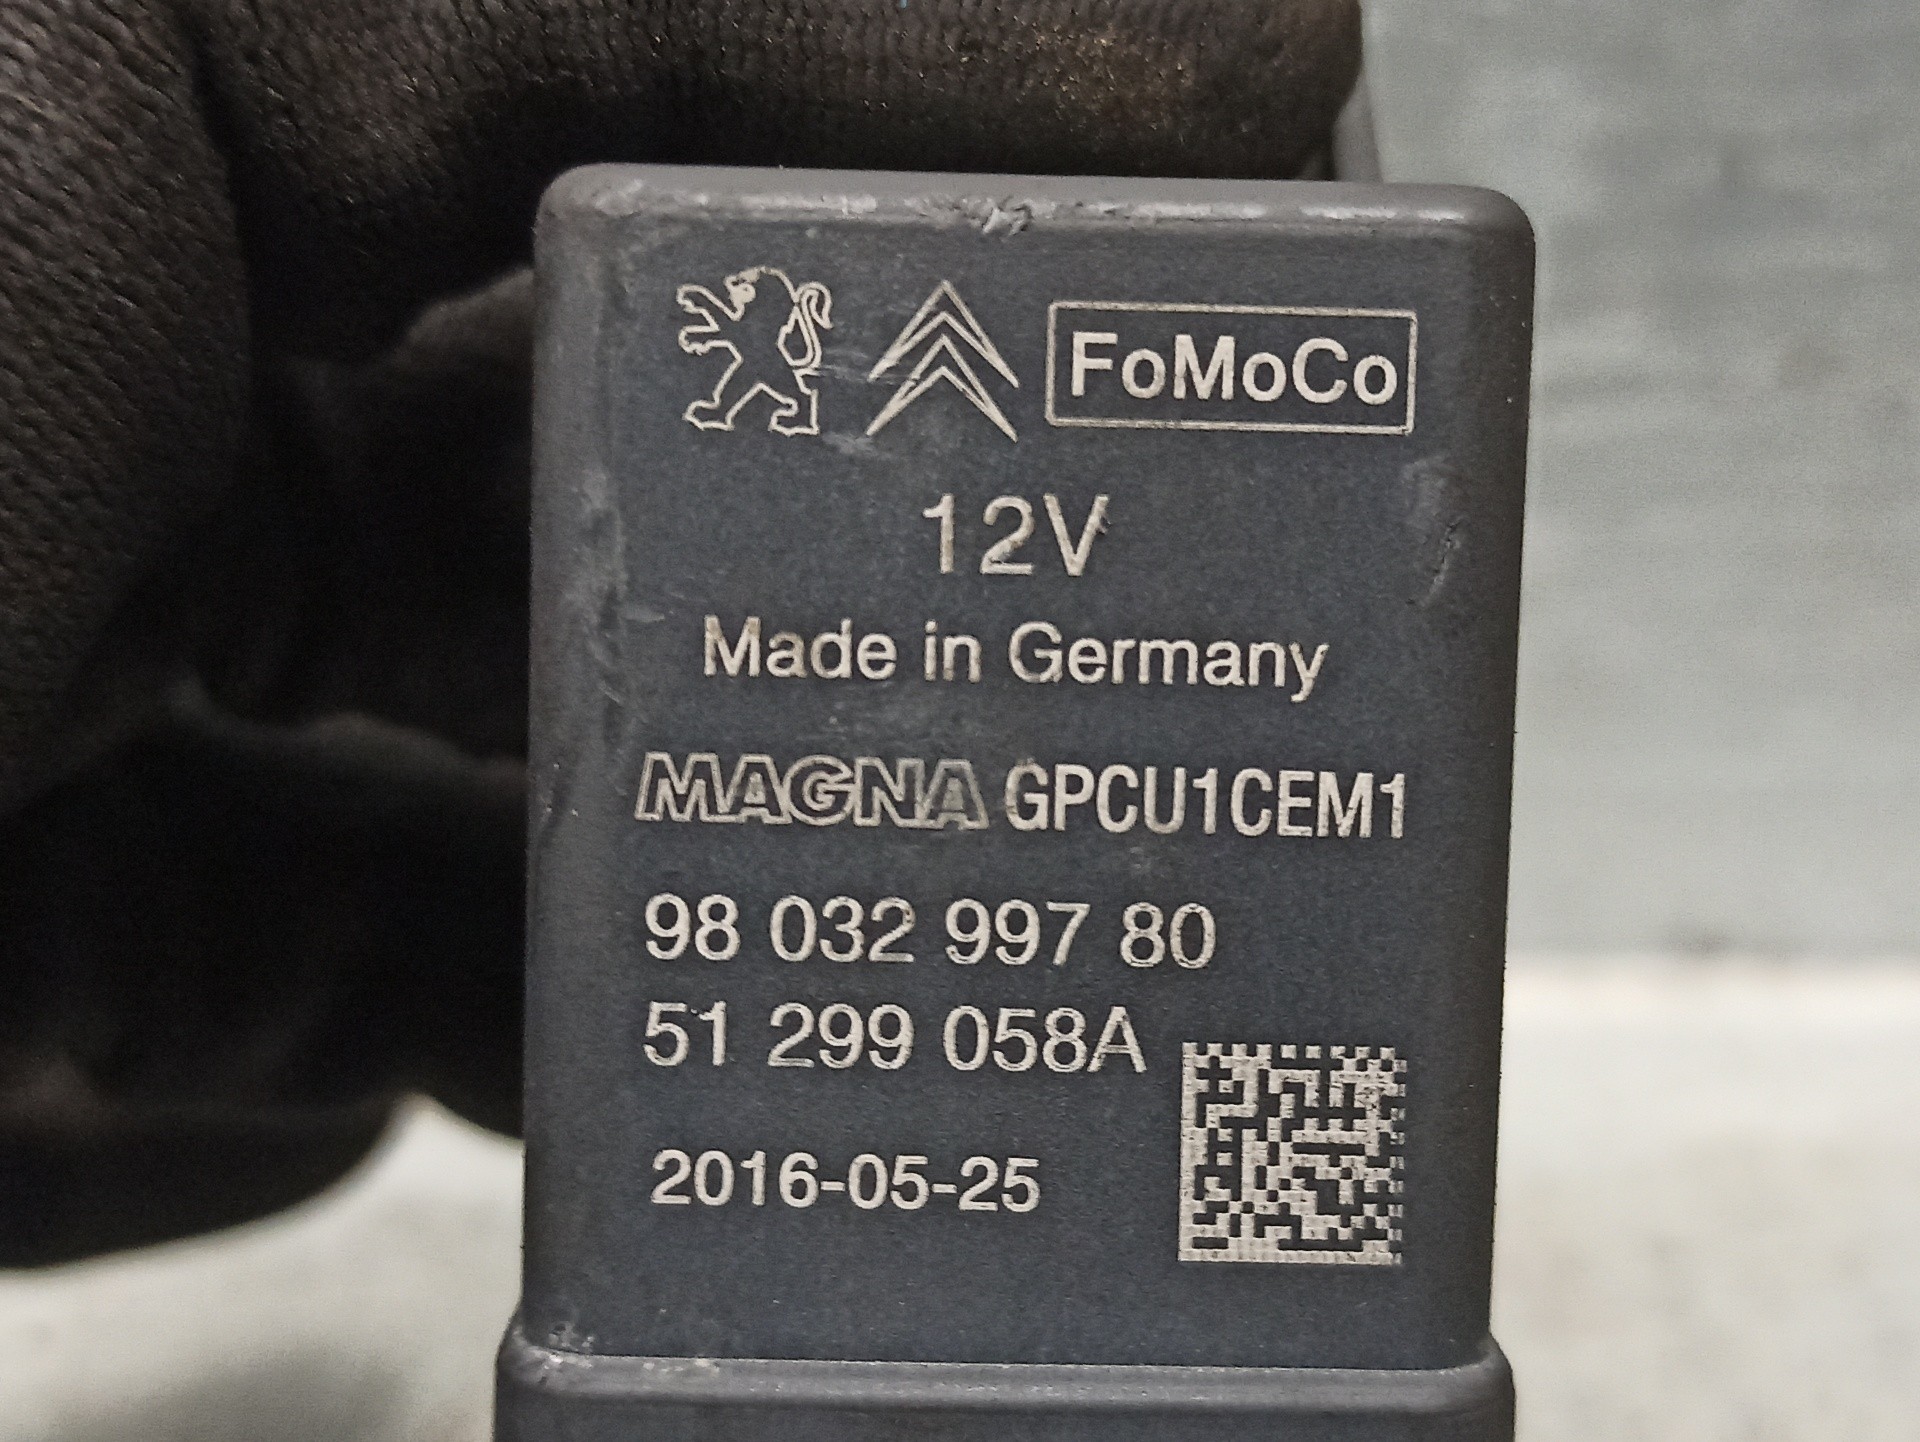 FoMoCo
12V
Made in Germany
MAGNA GPCU1CEM1
98 032 997 80
51 299 058A
2016-05-25